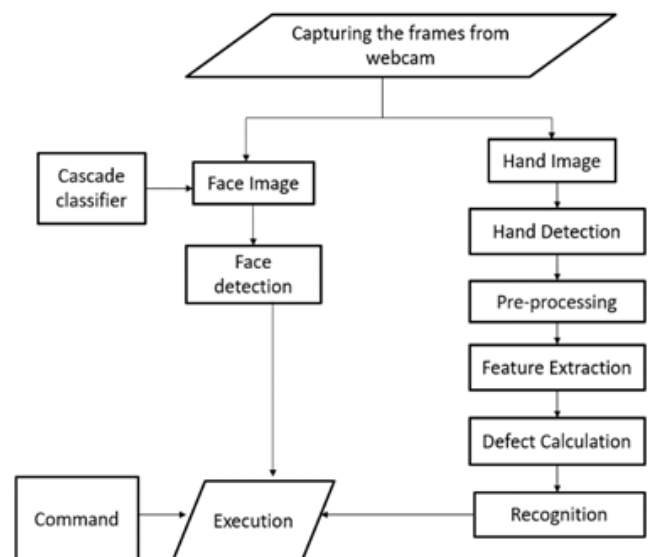 Capturing the frames from
webcam
Cascade
classifier
Face Image
Hand Image
Face
detection
Hand Detection
Pre-processing
Feature Extraction
Defect Calculation
Command
Execution
Recognition